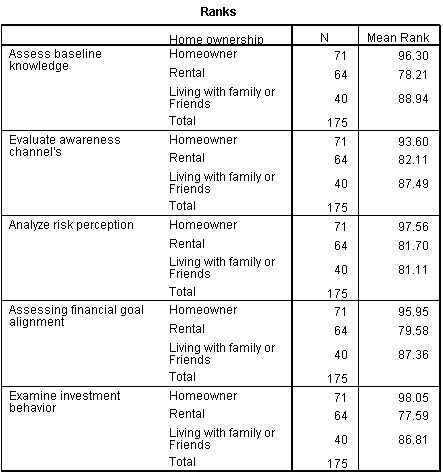 Ranks
Home ownership N Mean Rank
Assess baseline knowledge Homeowner 71 96.30
Rental 64 78.21
Living with family or Friends 40 88.94
Total 175
Evaluate awareness channel's Homeowner 71 93.60
Rental 64 82.11
Living with family or Friends 40 87.49
Total 175
Analyze risk perception Homeowner 71 97.56
Rental 64 81.70
Living with family or Friends 40 81.11
Total 175
Assessing financial goal alignment Homeowner 71 95.95
Rental 64 79.58
Living with family or Friends 40 87.36
Total 175
Examine investment behavior Homeowner 71 98.05
Rental 64 77.59
Living with family or Friends 40 86.81
Total 175